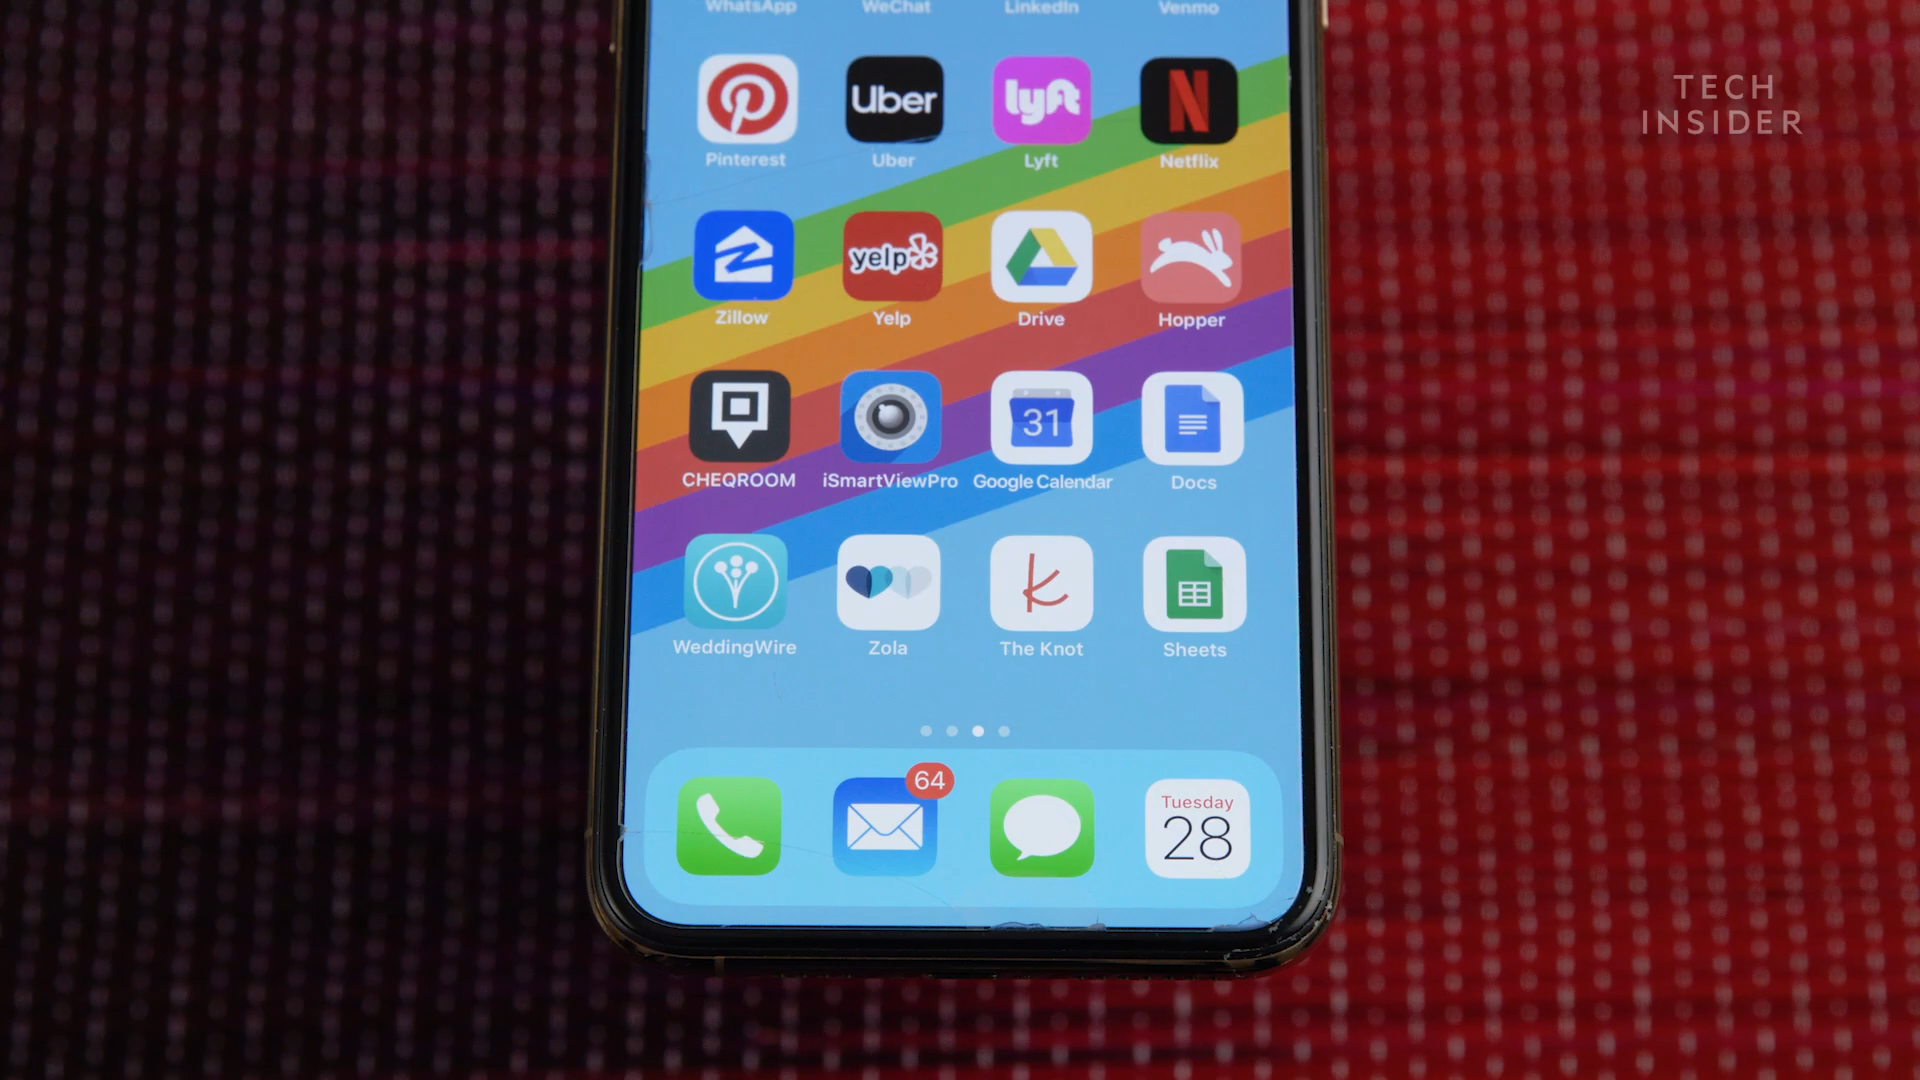 WhatsApp WeChat LinkedIn Venmo
TECH
INSIDER
Uber lyft N
Pinterest Uber Lyft Netflix
yelp
Zillow Yelp Drive Hopper
31
CHEQROOM iSmartViewPro Google Calendar Docs
k
WeddingWire Zola The Knot Sheets
64
Tuesday
28